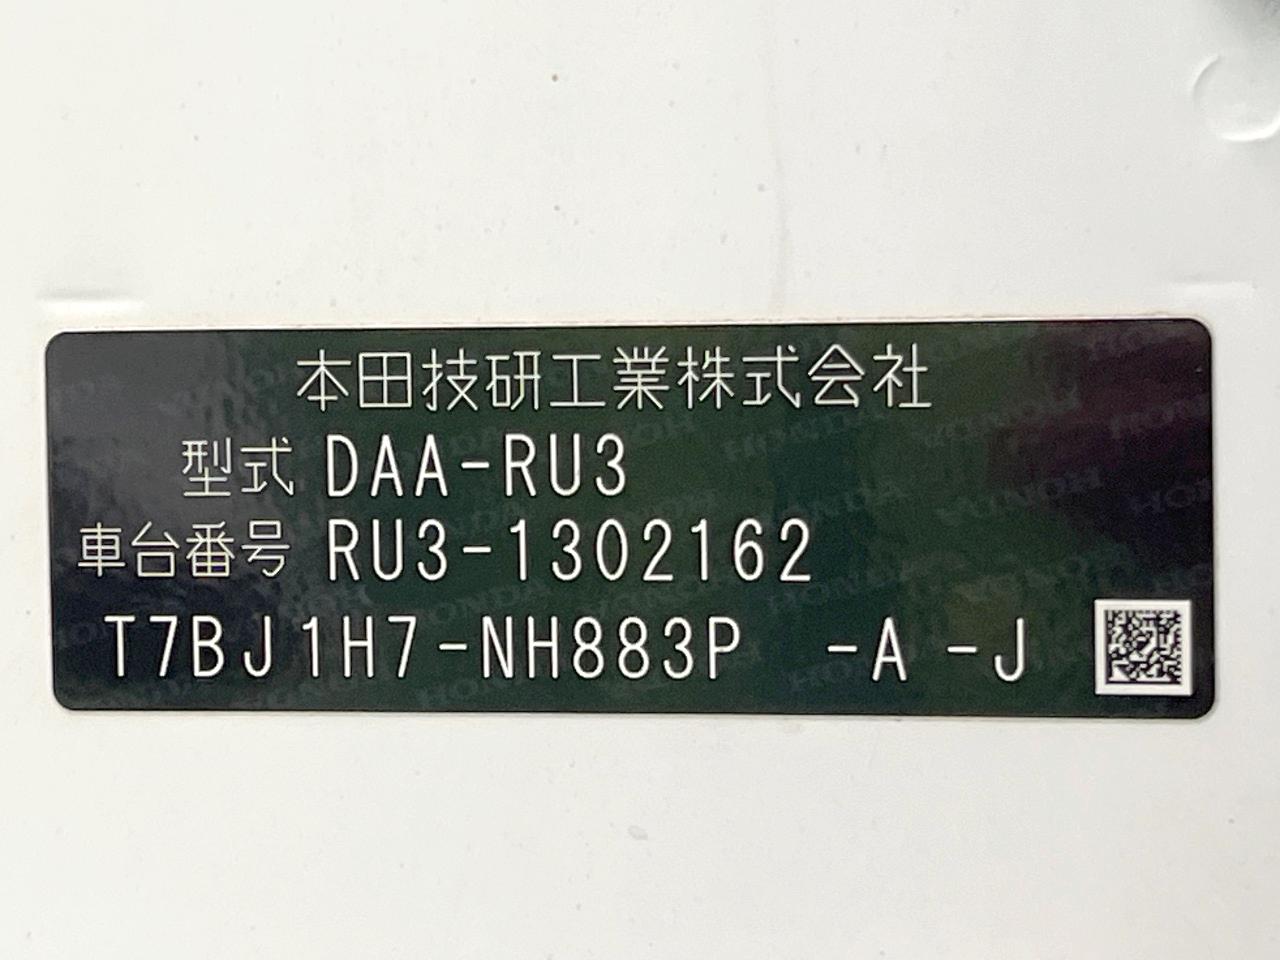 本田技研工業株式会社
型式 DAA-RU3
車台番号 RU3-1302162
T7BJ1H7-NH883P -A -J